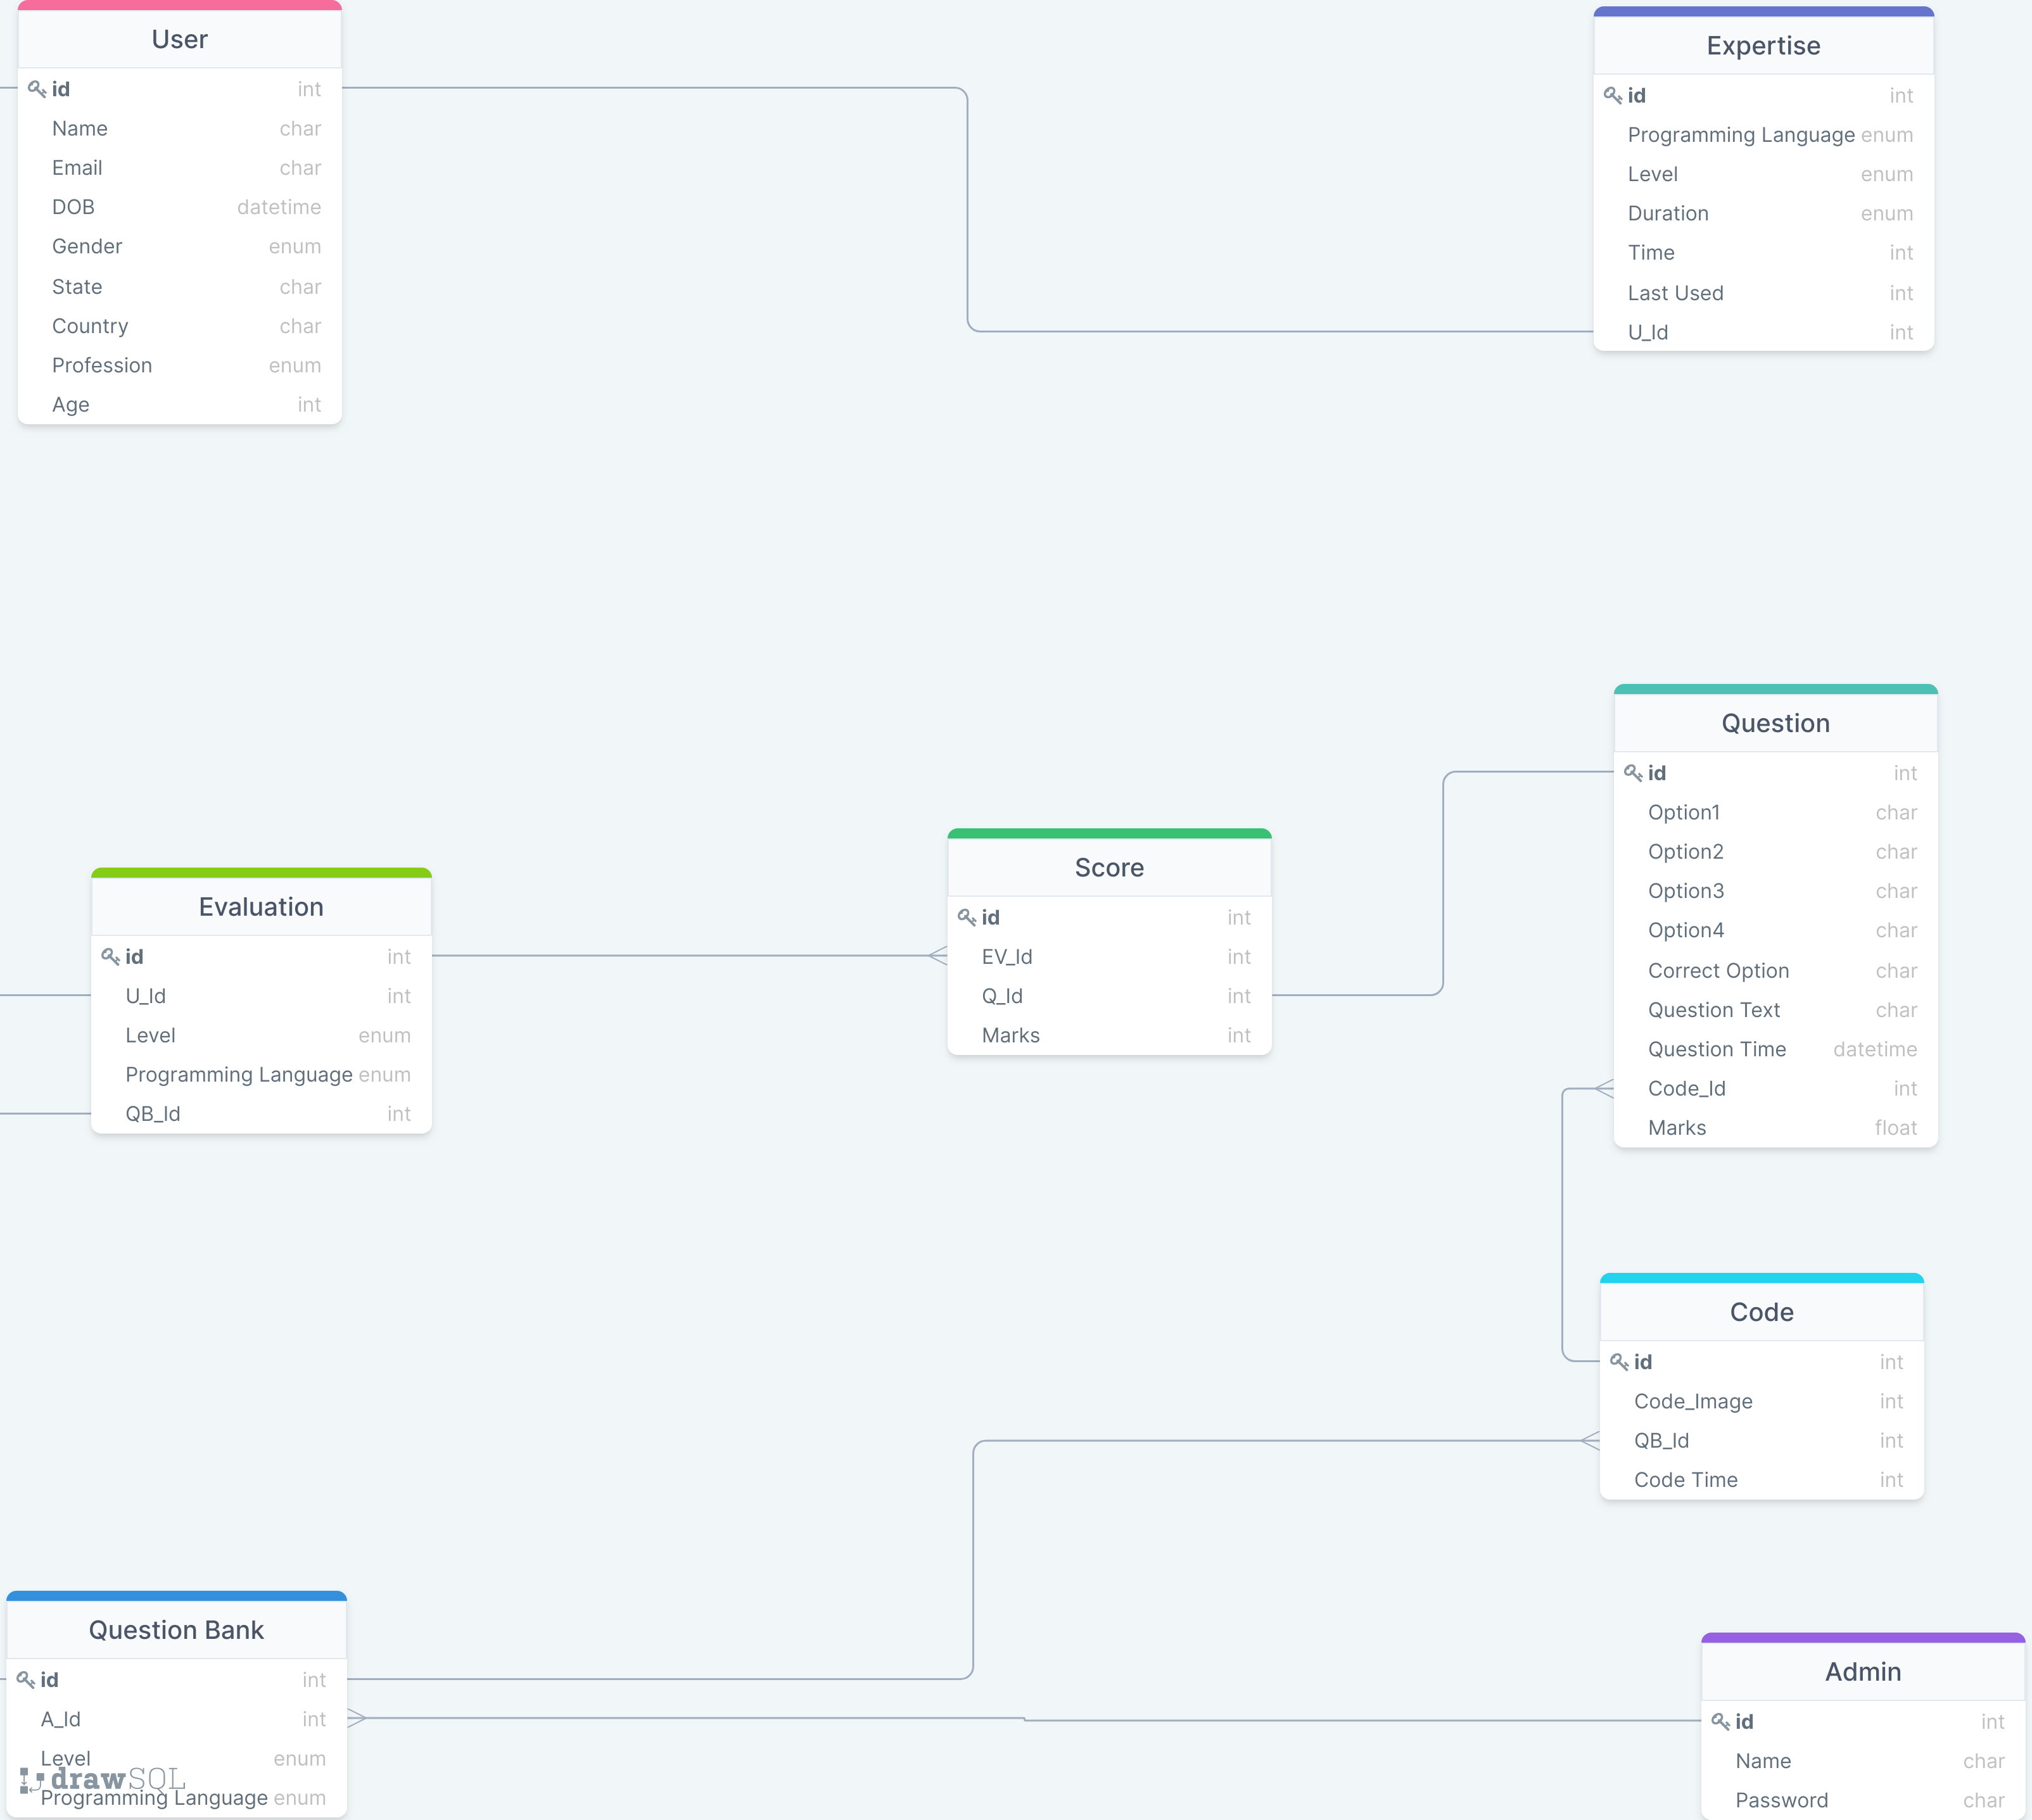 User
id int
Name char
Email char
DOB datetime
Gender enum
State char
Country char
Profession enum
Age int
Expertise
id int
Programming Language enum
Level enum
Duration enum
Time int
Last Used int
U_Id int
Question
id int
Option1 char
Option2 char
Option3 char
Option4 char
Correct Option char
Question Text char
Question Time datetime
Code_Id int
Marks float
Score
id int
EV_Id int
Q_Id int
Marks int
Evaluation
id int
U_Id int
Level enum
Programming Language enum
QB_Id int
Code
id int
Code_Image int
QB_Id int
Code Time int
Question Bank
id int
A_Id int
Level enum
drawSQL
Programming Language enum
Admin
id int
Name char
Password char